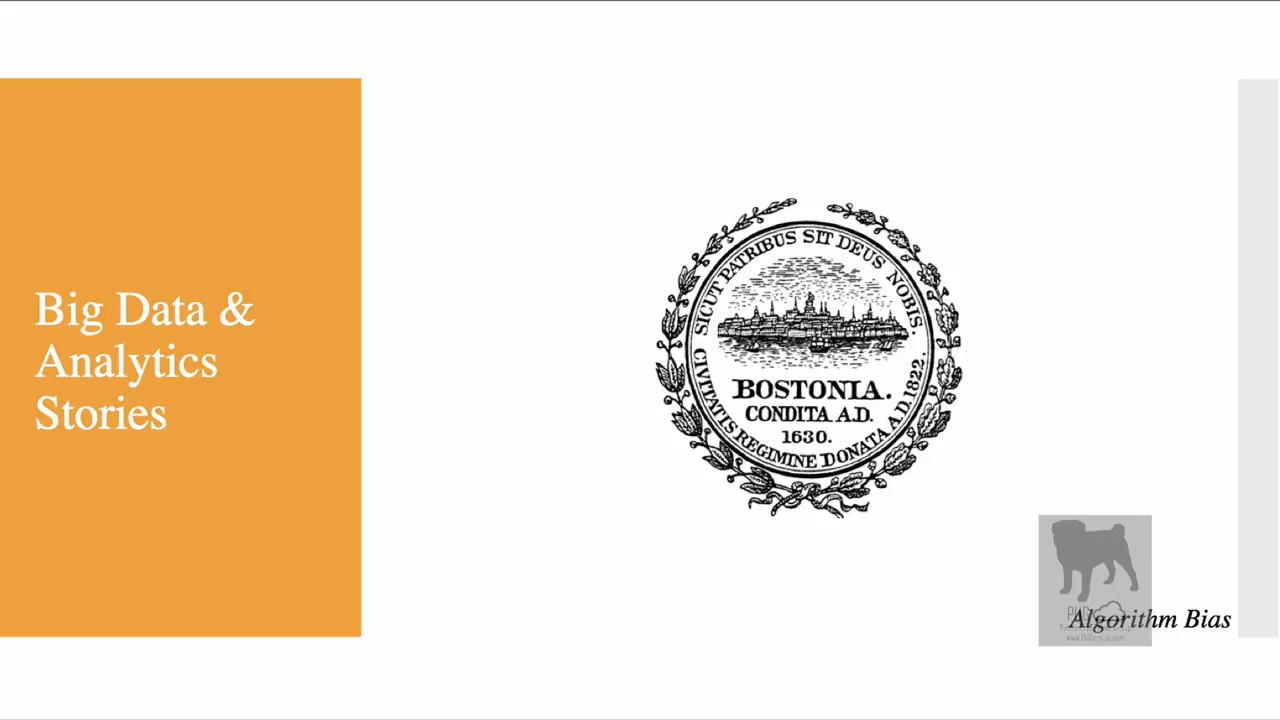 Big Data &
Analytics
Stories
SICUT PATRIBUS SIT DEUS NOBIS.
BOSTONIA.
CONDITA A.D.
1630.
CIVITATIS REGIMINE DONATA A.D. 1822.
Algorithm Bias